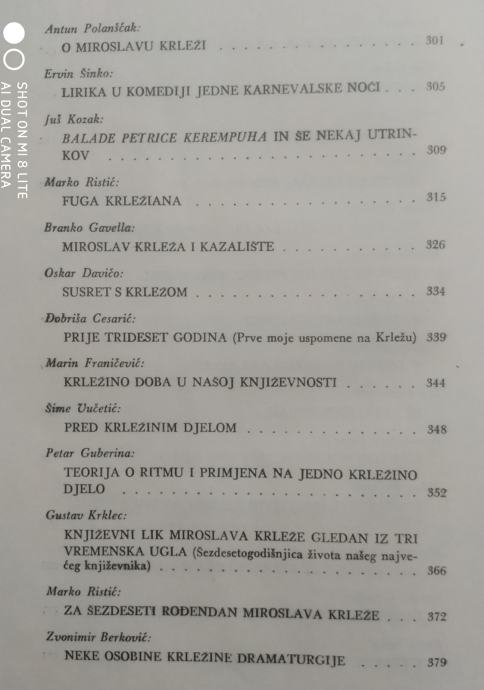 Antun Polanšćak:
O MIROSLAVU KRLEŽI . . . . . . . . . . . . . . 301
Ervin Šinko:
LIRIKA U KOMEDIJI JEDNE KARNEVALSKE NOĆI . . . 305
Juš Kozak:
BALADE PETRICE KEREMPUHA IN ŠE NEKAJ UTRIN-
KOV . . . . . . . . . . . . . . . . . . . . . 309
Marko Ristić:
FUGA KRLEŽIANA . . . . . . . . . . . . . . . 315
Branko Gavella:
MIROSLAV KRLEŽA I KAZALIŠTE . . . . . . . . . 326
Oskar Davičo:
SUSRET S KRLEŽOM . . . . . . . . . . . . . . . 334
Dobriša Cesarić:
PRIJE TRIDESET GODINA (Prve moje uspomene na Krležu) 339
Marin Franičević:
KRLEŽINO DOBA U NAŠOJ KNJIŽEVNOSTI . . . . . . 344
Šime Vučetić:
PRED KRLEŽINIM DJELOM . . . . . . . . . . . . 348
Petar Guberina:
TEORIJA O RITMU I PRIMJENA NA JEDNO KRLEŽINO
DJELO . . . . . . . . . . . . . . . . . . . . 352
Gustav Krklec:
KNJIŽEVNI LIK MIROSLAVA KRLEŽE GLEDAN IZ TRI
VREMENSKA UGLA (Šezdesetogodišnjica života našeg najve-
ćeg književnika) . . . . . . . . . . . . . . . . . 366
Marko Ristić:
ZA ŠEZDESETI ROĐENDAN MIROSLAVA KRLEŽE . . . 372
Zvonimir Berković:
NEKE OSOBINE KRLEŽINE DRAMATURGIJE . . . . . 379
SHOT ON MI 8 LITE
AI DUAL CAMERA